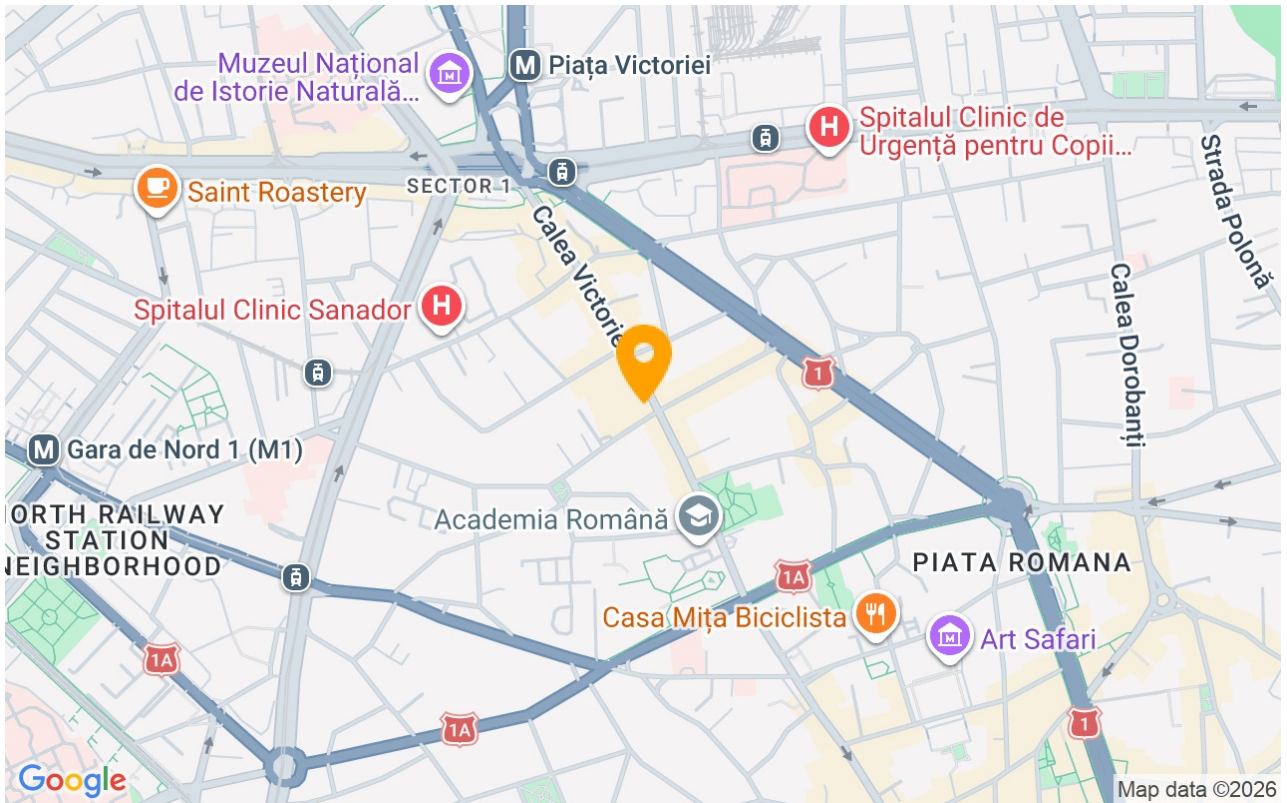 Muzeul Național
de Istorie Naturală...
M Piața Victoriei
H Spitalul Clinic de
Urgență pentru Copii...
Strada Polonă
Saint Roastery
SECTOR 1
Calea Victoriei
Calea Dorobanți
Spitalul Clinic Sanador H
1
M Gara de Nord 1 (M1)
NORTH RAILWAY
STATION
NEIGHBORHOOD
Academia Română
PIATA ROMANA
1A
Casa Mița Biciclista
M Art Safari
1A
1A
1
Google
Map data ©2026